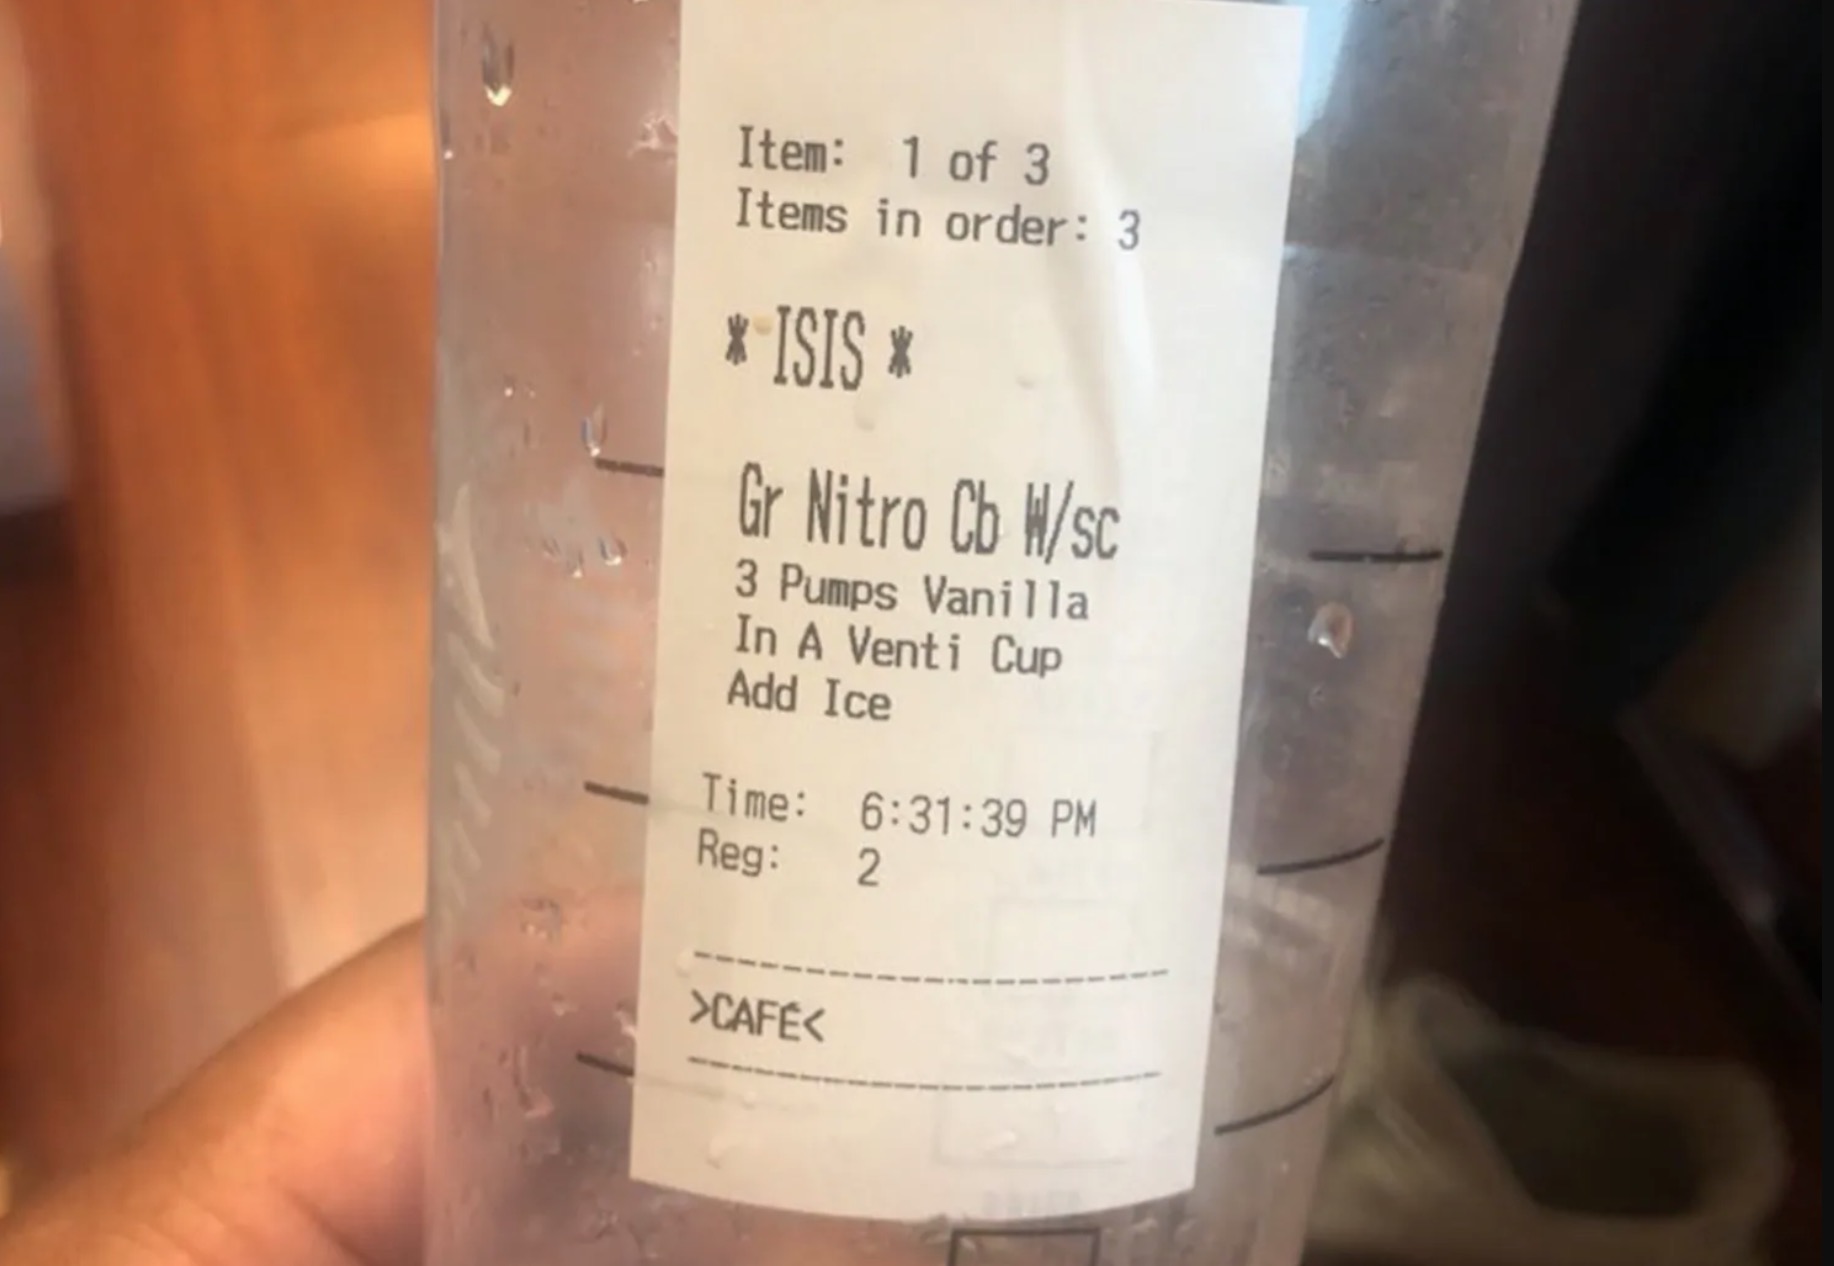 Item: 1 of 3
Items in order: 3
* ISIS *
Gr Nitro Cb W/sc
3 Pumps Vanilla
In A Venti Cup
Add Ice
Time: 6:31:39 PM
Reg: 2
>CAFÉ<